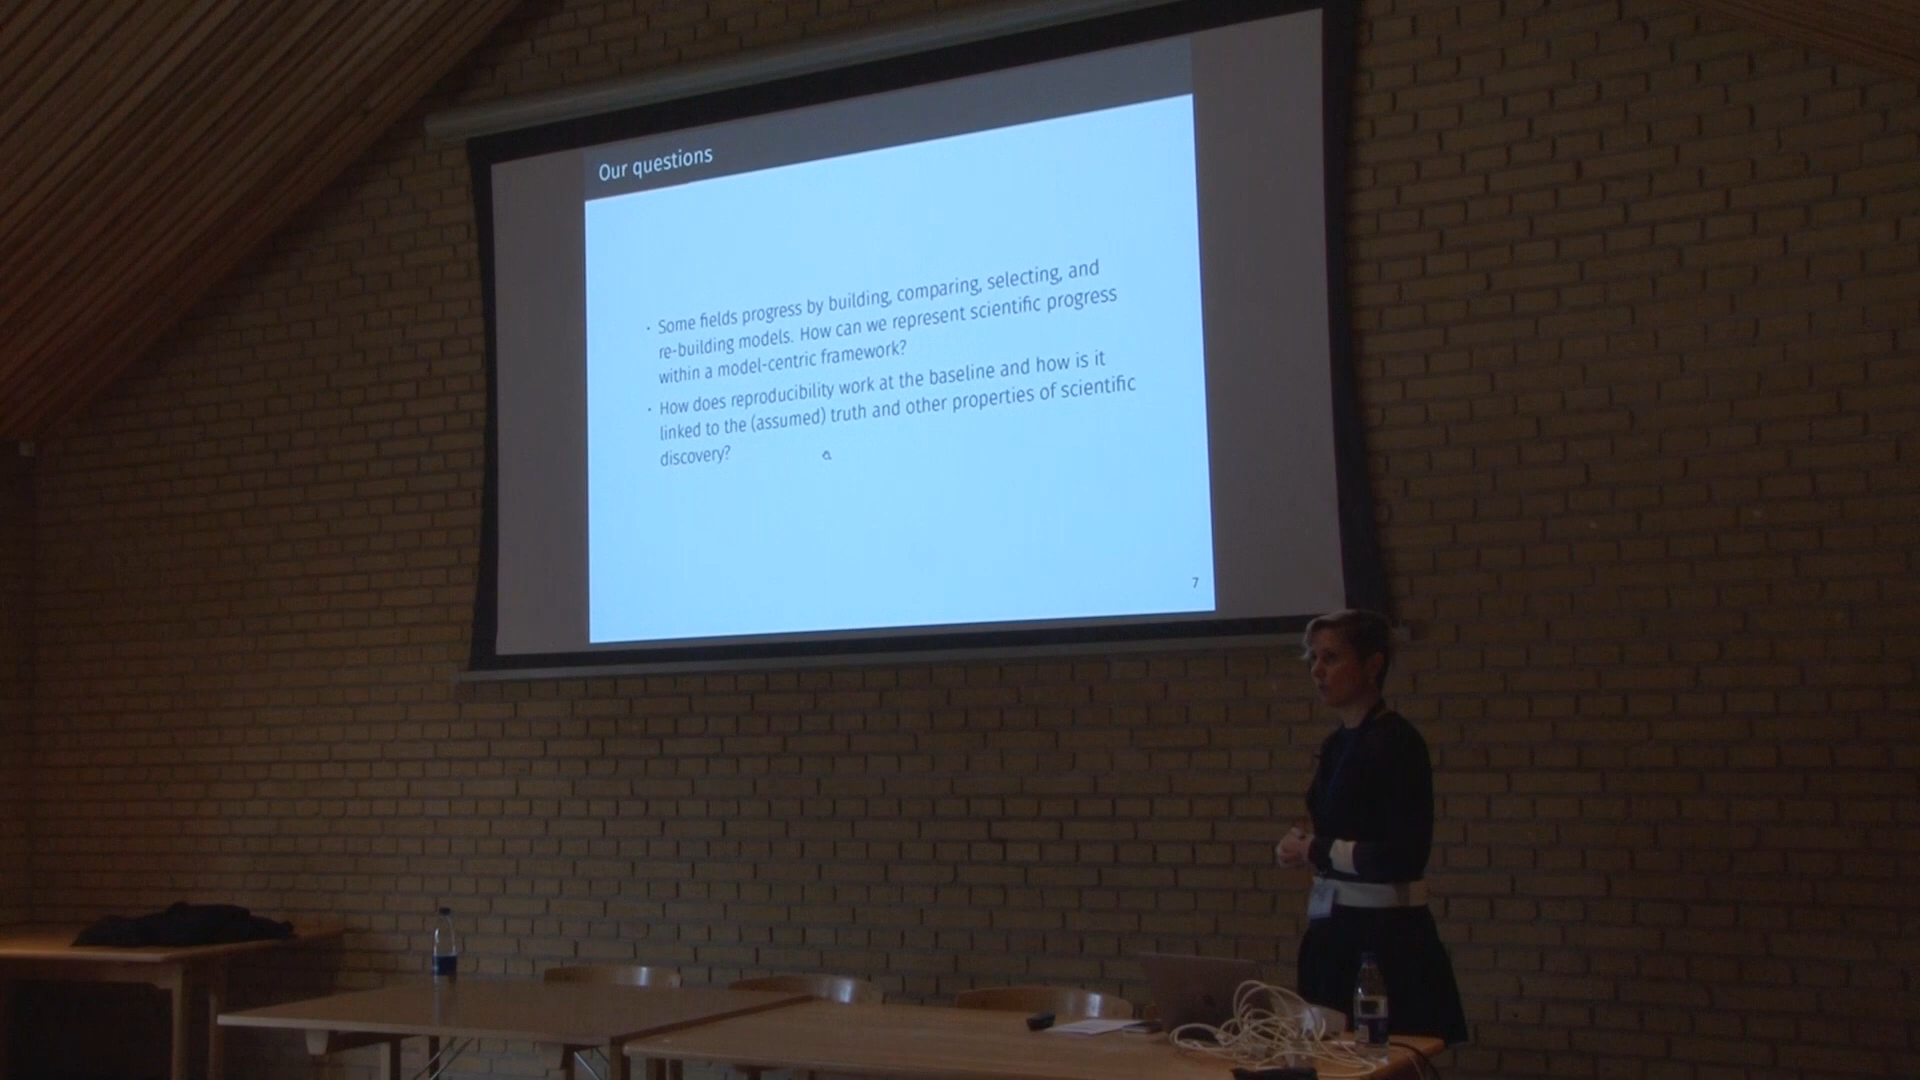 Our questions
· Some fields progress by building, comparing, selecting, and
re-building models. How can we represent scientific progress
within a model-centric framework?
· How does reproducibility work at the baseline and how is it
linked to the (assumed) truth and other properties of scientific
discovery?
7